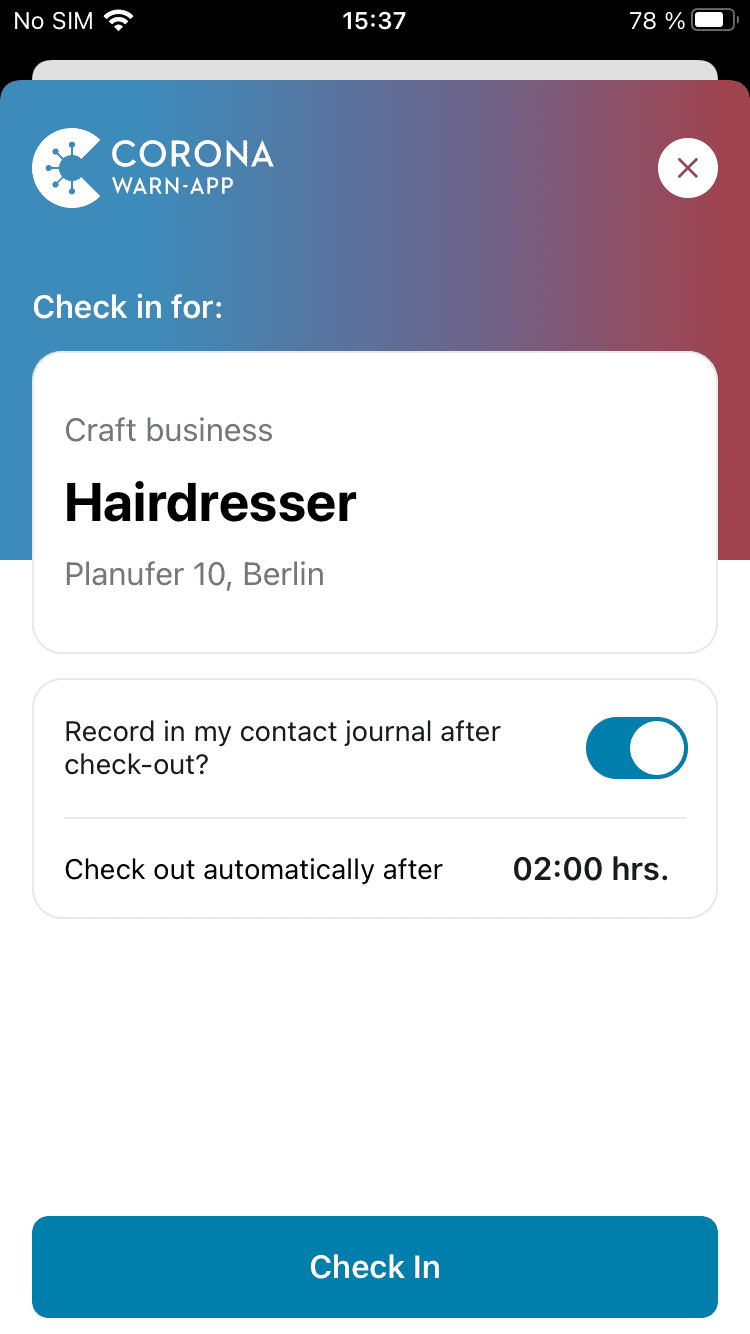 No SIM 15:37 78 %
CORONA
WARN-APP
Check in for:
Craft business
Hairdresser
Planufer 10, Berlin
Record in my contact journal after
check-out?
Check out automatically after 02:00 hrs.
Check In